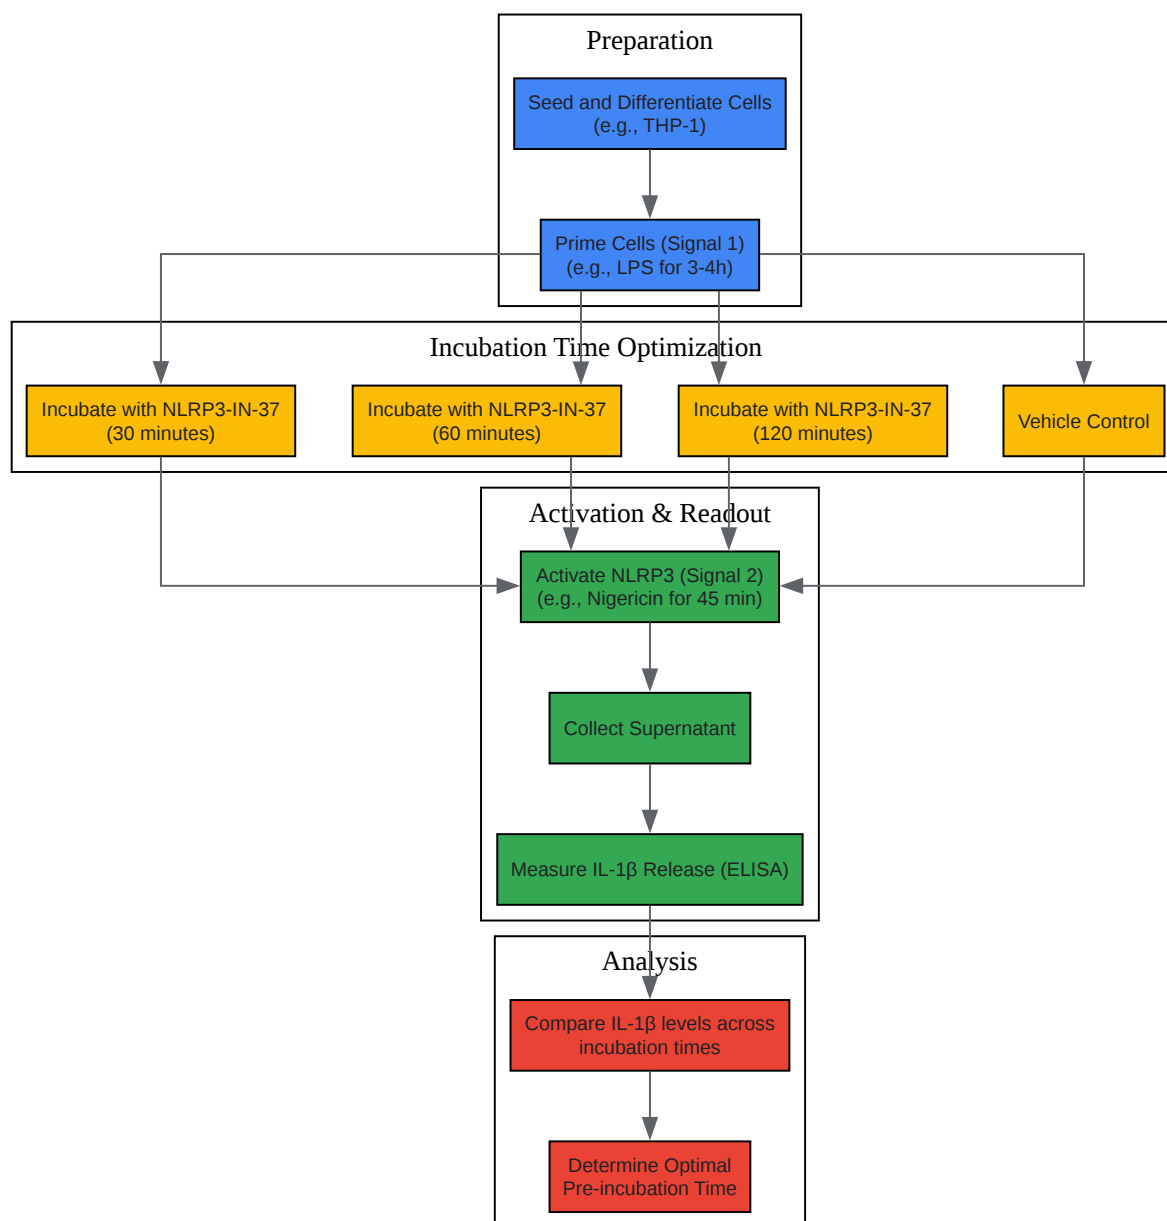 Preparation
Seed and Differentiate Cells
(e.g., THP-1)
Prime Cells (Signal 1)
(e.g., LPS for 3-4h)
Incubation Time Optimization
Incubate with NLRP3-IN-37
(30 minutes)
Incubate with NLRP3-IN-37
(60 minutes)
Incubate with NLRP3-IN-37
(120 minutes)
Vehicle Control
Activation & Readout
Activate NLRP3 (Signal 2)
(e.g., Nigericin for 45 min)
Collect Supernatant
Measure IL-1β Release (ELISA)
Analysis
Compare IL-1β levels across
incubation times
Determine Optimal
Pre-incubation Time